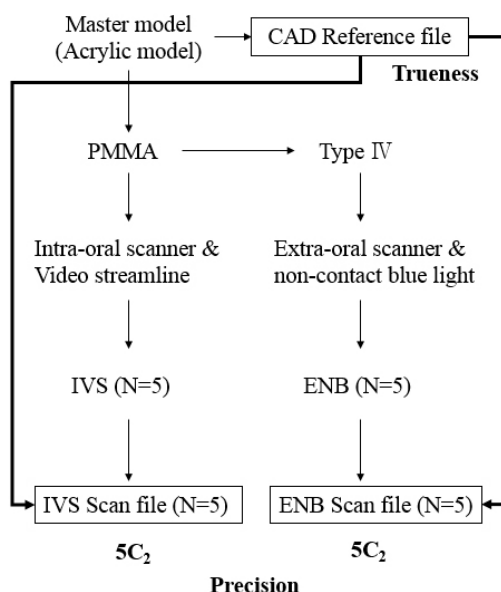 Master model
(Acrylic model)
CAD Reference file
Trueness
PMMA
Type Ⅳ
Intra-oral scanner &
Video streamline
Extra-oral scanner &
non-contact blue light
IVS (N=5)
ENB (N=5)
IVS Scan file (N=5)
ENB Scan file (N=5)
5C₂
5C₂
Precision